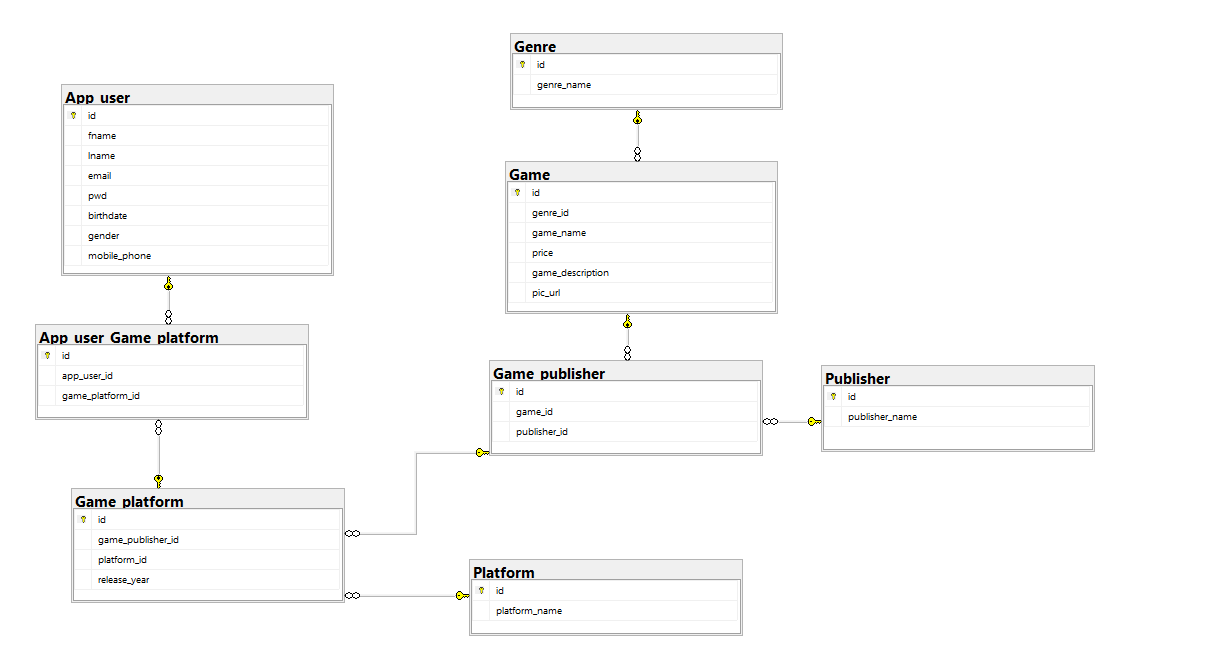 Genre
id
genre_name
App_user
id
fname
lname
email
pwd
birthdate
gender
mobile_phone
Game
id
genre_id
game_name
price
game_description
pic_url
App_user_Game_platform
id
app_user_id
game_platform_id
Game_publisher
id
game_id
publisher_id
Publisher
id
publisher_name
Game_platform
id
game_publisher_id
platform_id
release_year
Platform
id
platform_name